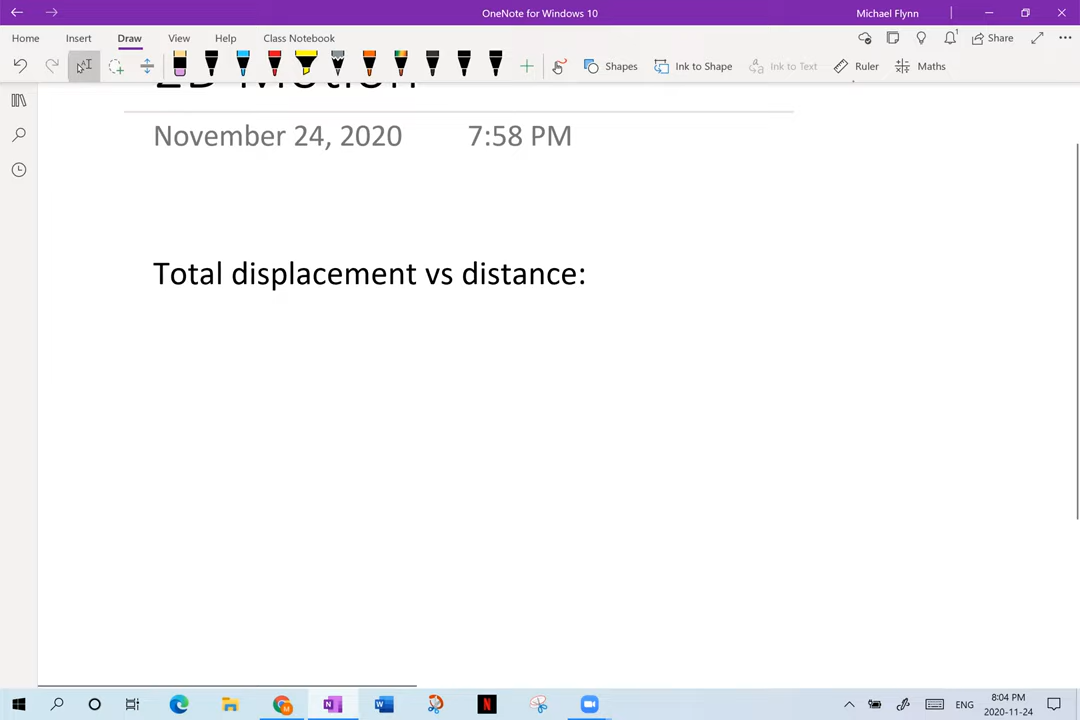 OneNote for Windows 10
Michael Flynn
Home Insert Draw View Help Class Notebook
Share
Shapes Ink to Shape Ink to Text Ruler Maths
2D Motion
November 24, 2020 7:58 PM
Total displacement vs distance:
ENG
8:04 PM
2020-11-24